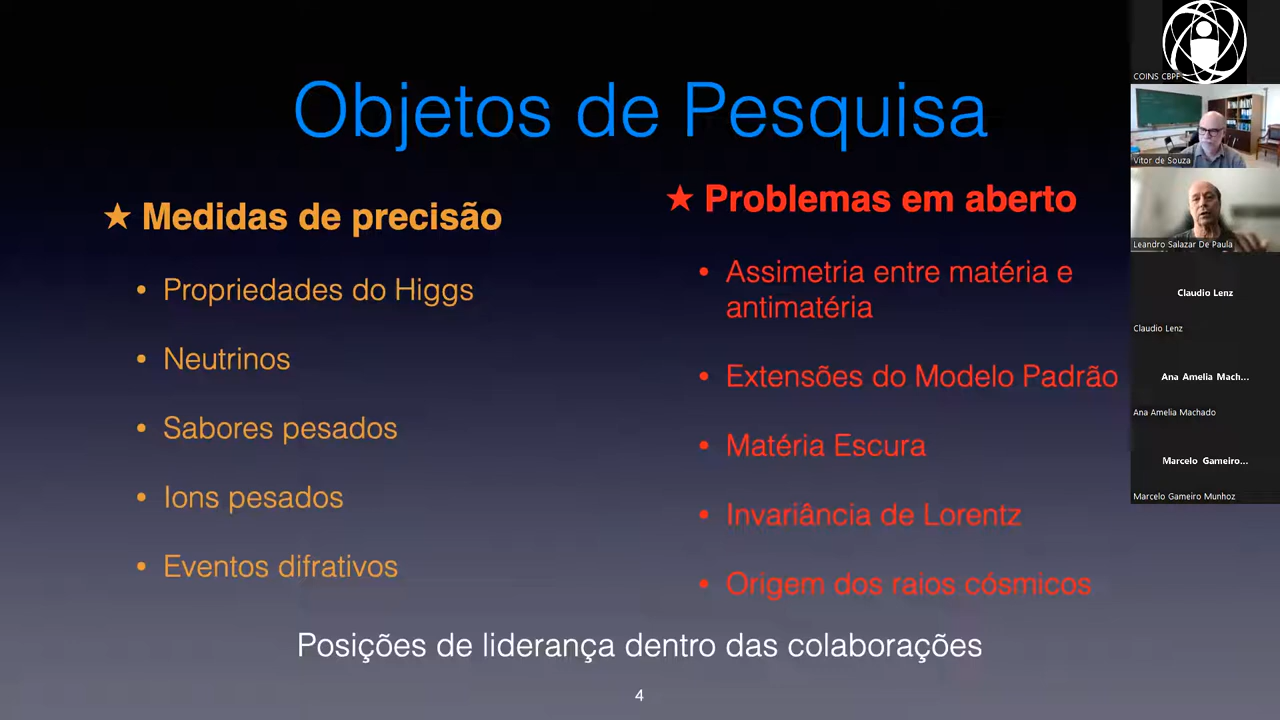 Objetos de Pesquisa
★ Medidas de precisão
• Propriedades do Higgs
• Neutrinos
• Sabores pesados
• Ions pesados
• Eventos difrativos
★ Problemas em aberto
• Assimetria entre matéria e
antimatéria
• Extensões do Modelo Padrão
• Matéria Escura
• Invariância de Lorentz
• Origem dos raios cósmicos
Posições de liderança dentro das colaborações
4
COINS CBPF
Vitor de Souza
Leandro Salazar De Paula
Claudio Lenz
Claudio Lenz
Ana Amelia Mach...
Ana Amelia Machado
Marcelo Gameiro...
Marcelo Gameiro Munhoz